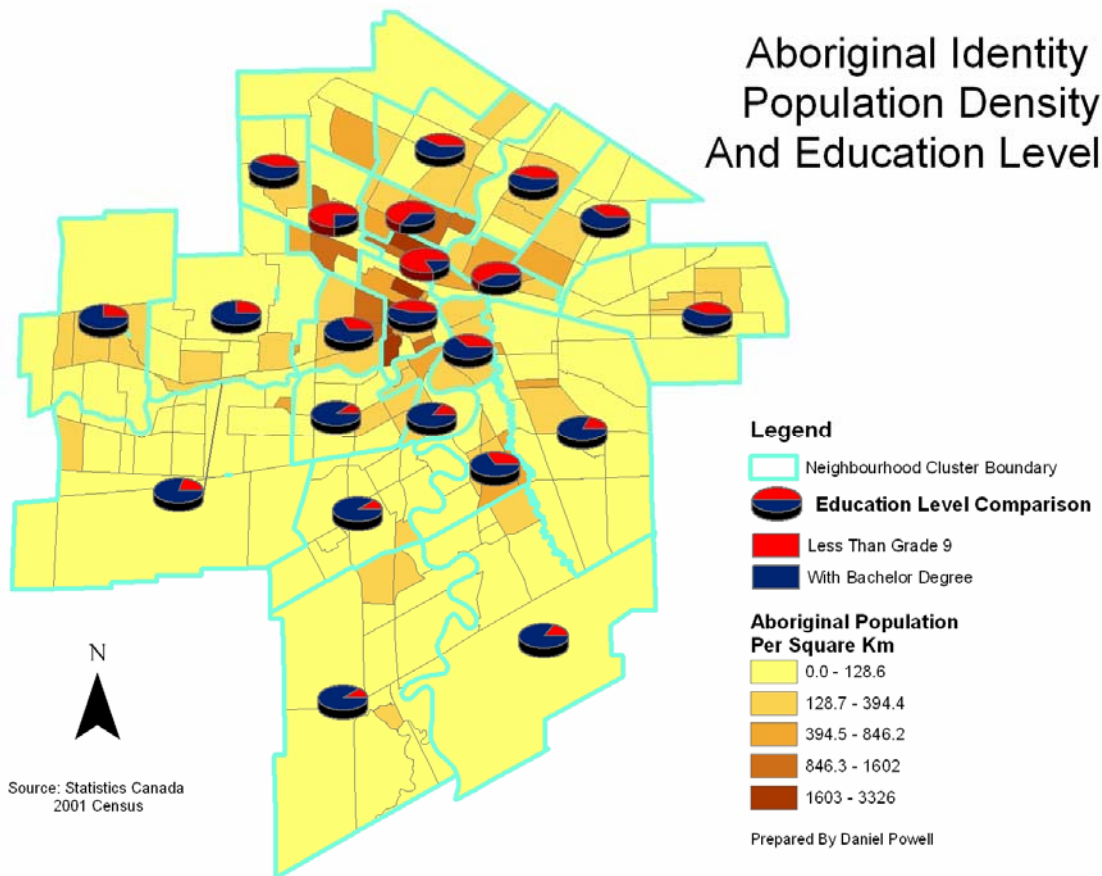 Aboriginal Identity
Population Density
And Education Level
Legend
Neighbourhood Cluster Boundary
Education Level Comparison
Less Than Grade 9
With Bachelor Degree
Aboriginal Population
Per Square Km
0.0 - 128.6
128.7 - 394.4
394.5 - 846.2
846.3 - 1602
1603 - 3326
Prepared By Daniel Powell
N
Source: Statistics Canada
2001 Census